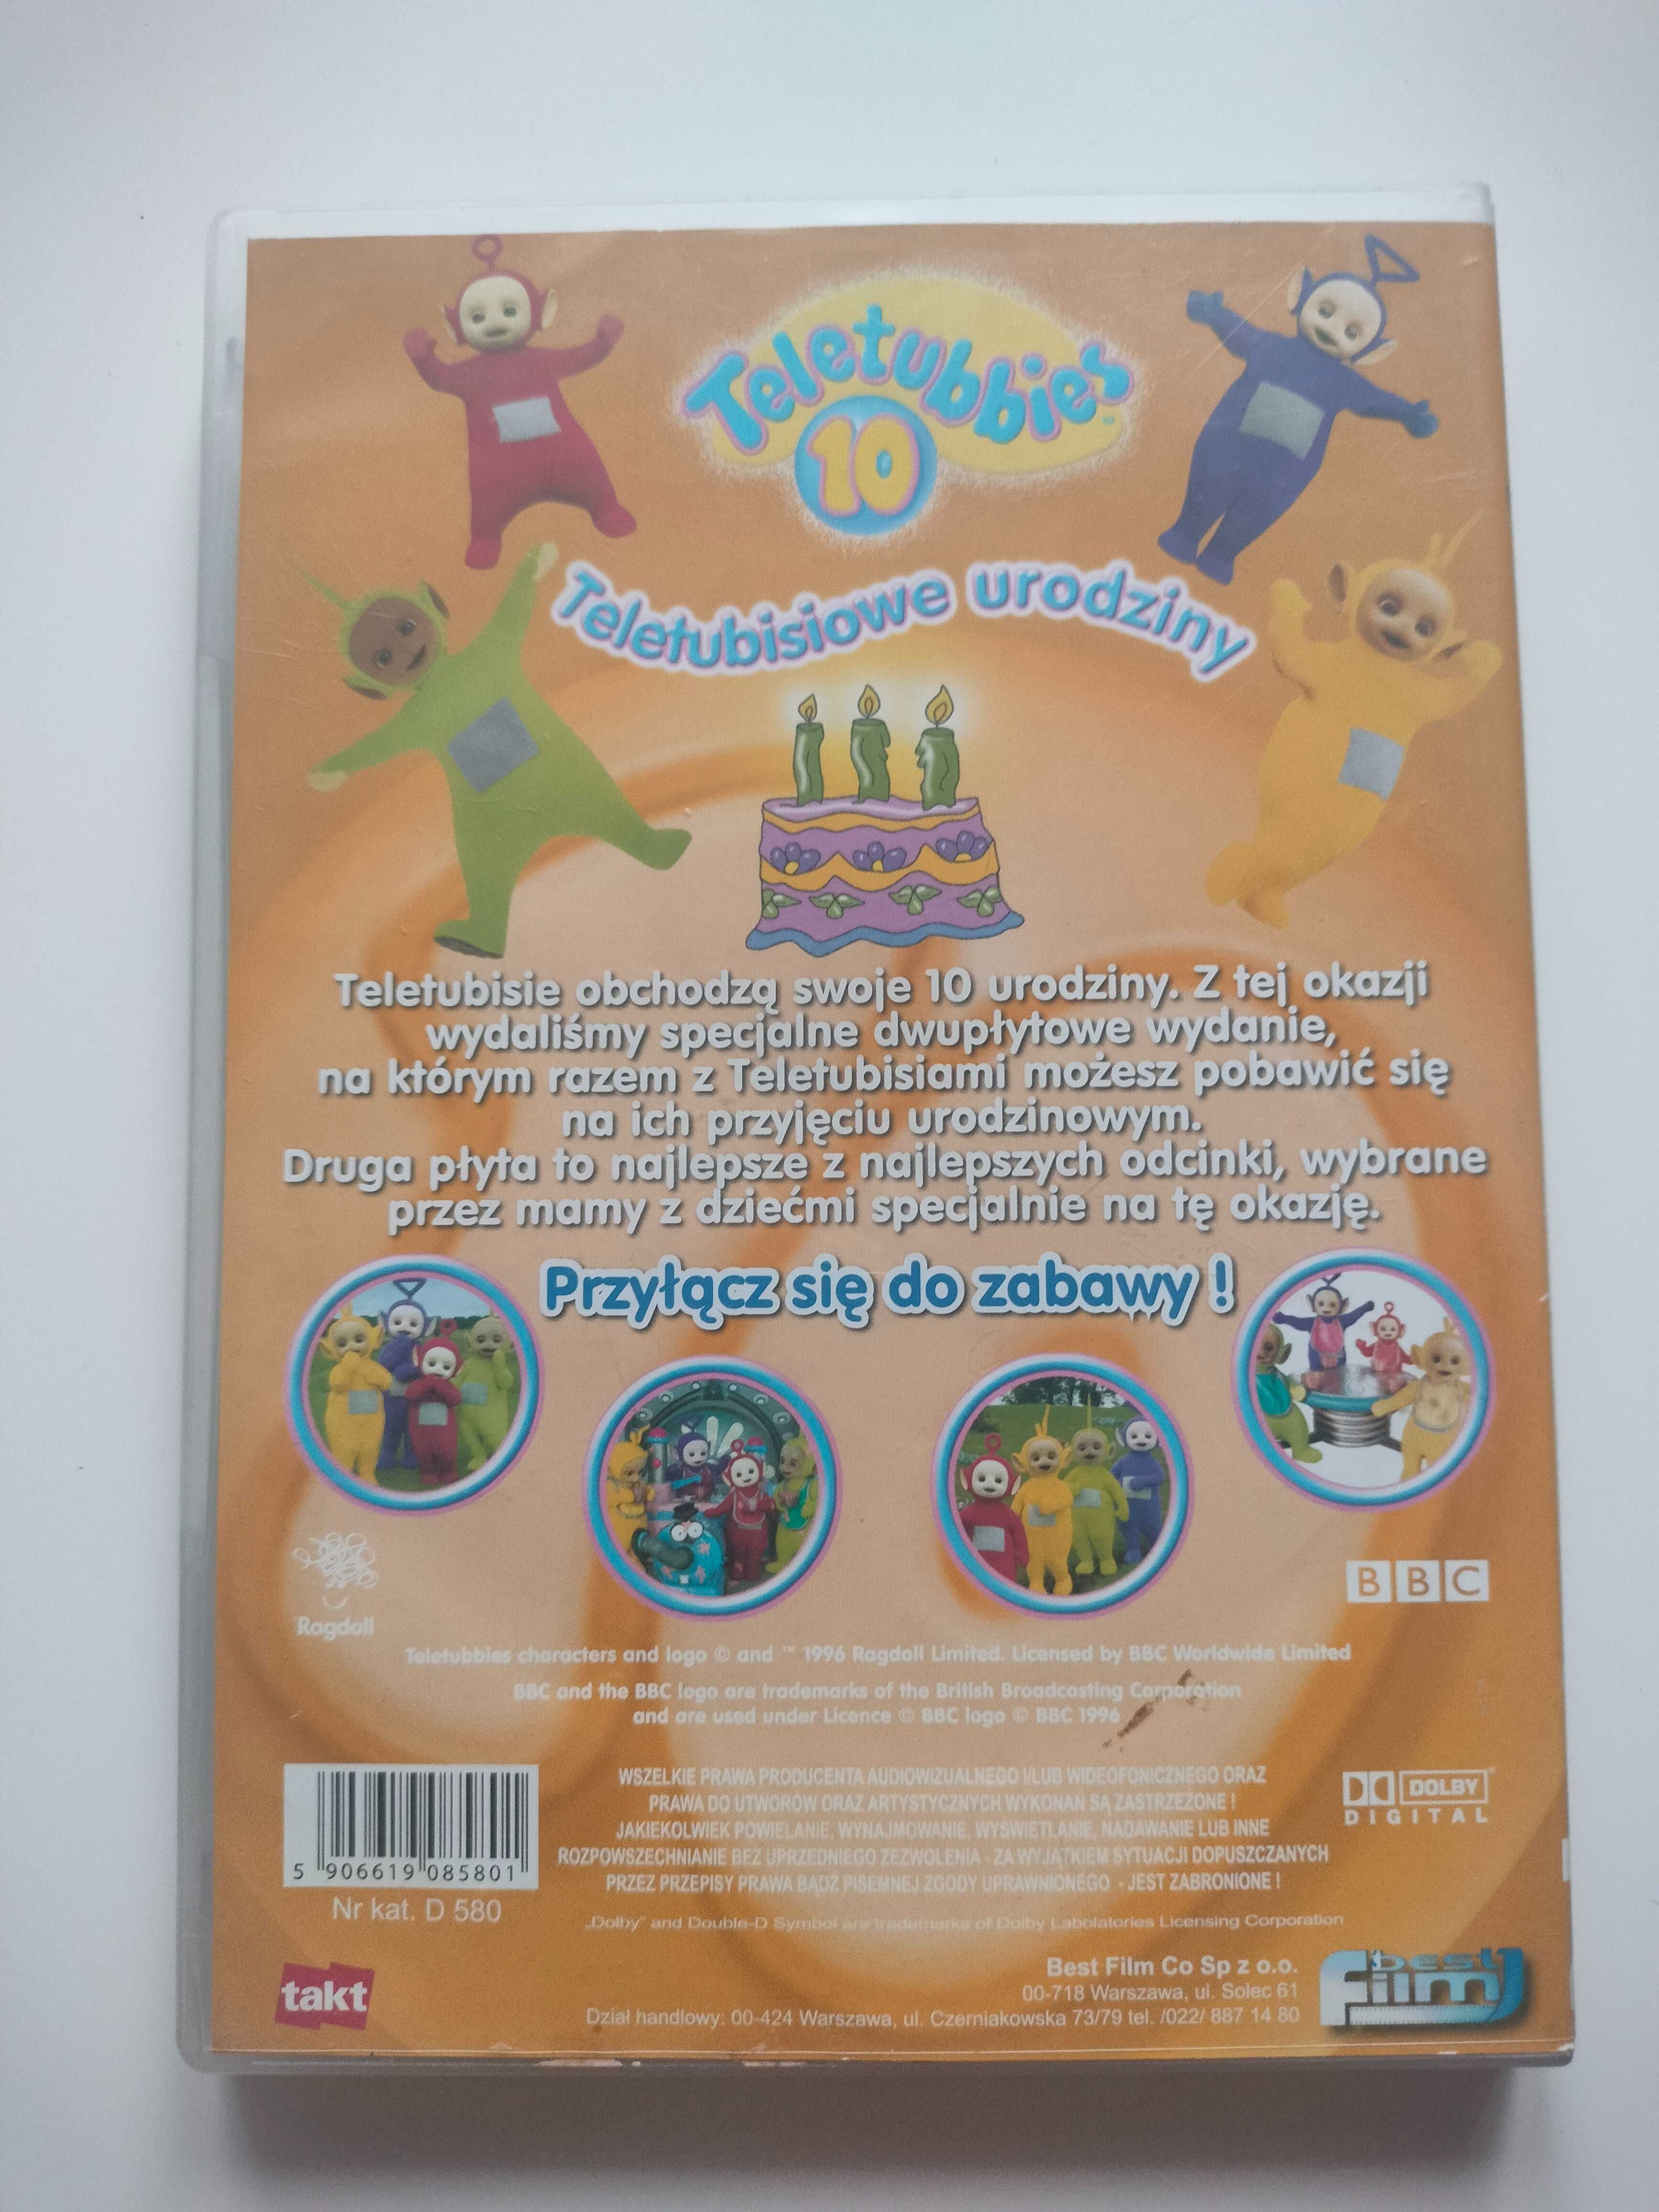 Teletubbies™
10
Teletubisiowe urodziny
Teletubisie obchodzą swoje 10 urodziny. Z tej okazji
wydaliśmy specjalne dwupłytowe wydanie,
na którym razem z Teletubisiami możesz pobawić się
na ich przyjęciu urodzinowym.
Druga płyta to najlepsze z najlepszych odcinki, wybrane
przez mamy z dziećmi specjalnie na tę okazję.
Przyłącz się do zabawy !
Ragdoll
BBC
Teletubbies characters and logo © and ™ 1996 Ragdoll Limited. Licensed by BBC Worldwide Limited
BBC and the BBC logo are trademarks of the British Broadcasting Corporation
and are used under Licence © BBC logo © BBC 1996
WSZELKIE PRAWA PRODUCENTA AUDIOWIZUALNEGO I/LUB WIDEOFONICZNEGO ORAZ
PRAWA DO UTWORÓW ORAZ ARTYSTYCZNYCH WYKONAŃ SĄ ZASTRZEŻONE !
JAKIEKOLWIEK POWIELANIE, WYNAJMOWANIE, WYŚWIETLANIE, NADAWANIE LUB INNE
ROZPOWSZECHNIANIE BEZ UPRZEDNIEGO ZEZWOLENIA - ZA WYJĄTKIEM SYTUACJI DOPUSZCZANYCH
PRZEZ PRZEPISY PRAWA BĄDŹ PISEMNEJ ZGODY UPRAWNIONEGO - JEST ZABRONIONE !
DOLBY
DIGITAL
5 906619 085801
Nr kat. D 580
„Dolby" and Double-D Symbol are trademarks of Dolby Labolatories Licensing Corporation
takt
Best Film Co Sp z o.o.
00-718 Warszawa, ul. Solec 61
Dział handlowy: 00-424 Warszawa, ul. Czerniakowska 73/79 tel. /022/ 887 14 80
best
film